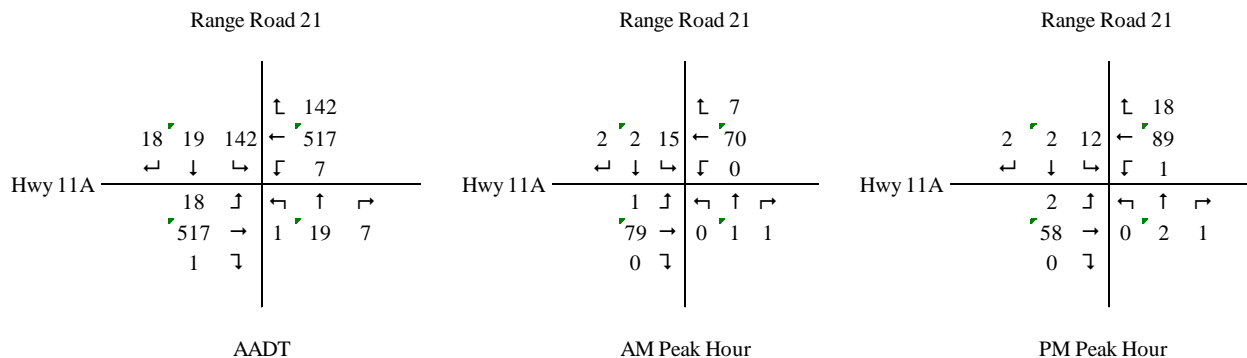 Range Road 21
↰ 142
18 19 142 ← 517
↵ ↓ ↳ ↲ 7
Hwy 11A
18 ↑ ↰ ↑ ↱
517 → 1 19 7
1 ↴
AADT
Range Road 21
↰ 7
2 2 15 ← 70
↵ ↓ ↳ ↲ 0
Hwy 11A
1 ↑ ↰ ↑ ↱
79 → 0 1 1
0 ↴
AM Peak Hour
Range Road 21
↰ 18
2 2 12 ← 89
↵ ↓ ↳ ↲ 1
Hwy 11A
2 ↑ ↰ ↑ ↱
58 → 0 2 1
0 ↴
PM Peak Hour